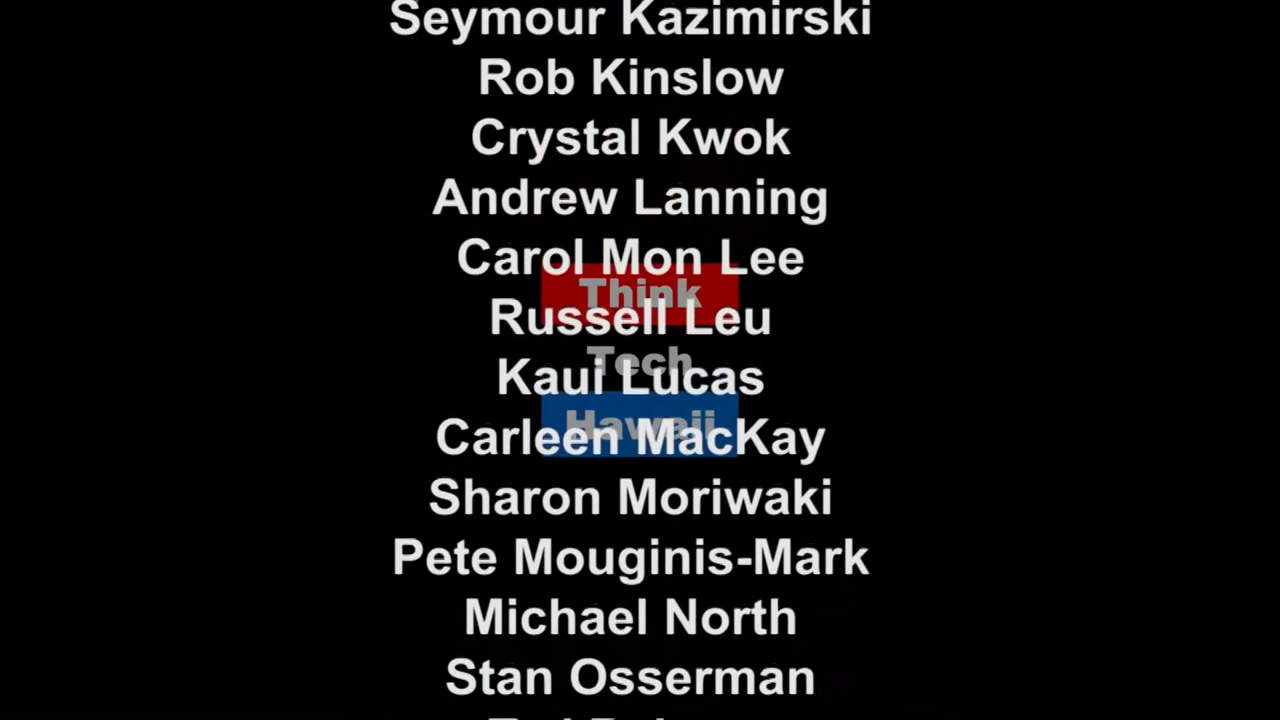 Seymour Kazimirski
Rob Kinslow
Crystal Kwok
Andrew Lanning
Carol Mon Lee
Think
Russell Leu
Tech
Kaui Lucas
Hawaii
Carleen MacKay
Sharon Moriwaki
Pete Mouginis-Mark
Michael North
Stan Osserman